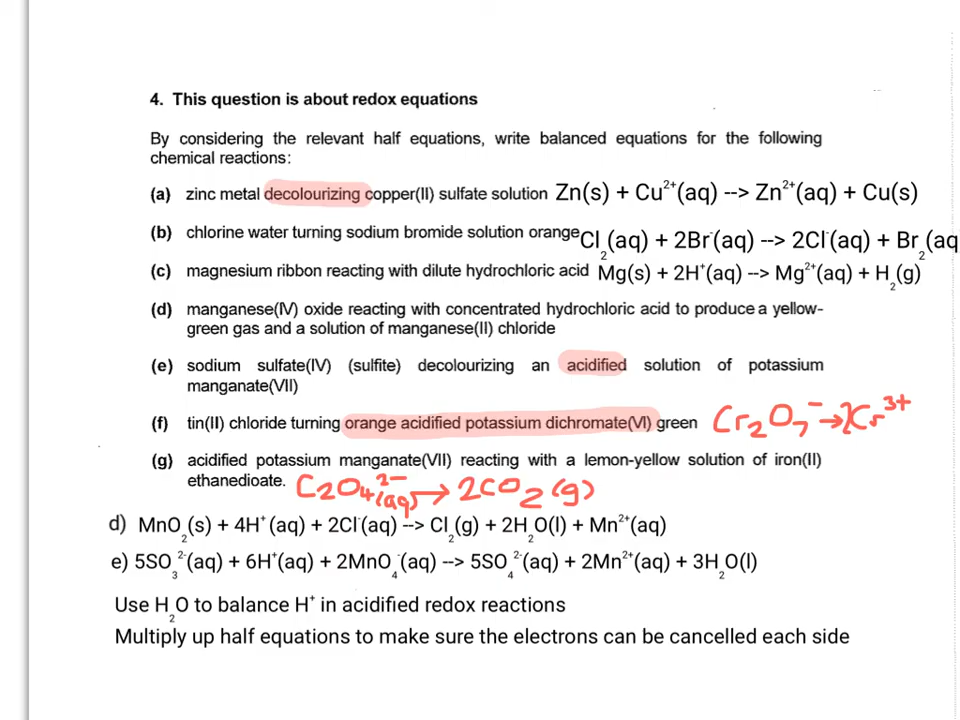 4. This question is about redox equations
By considering the relevant half equations, write balanced equations for the following
chemical reactions:
(a) zinc metal decolourizing copper(II) sulfate solution Zn(s) + Cu²⁺(aq) --> Zn²⁺(aq) + Cu(s)
(b) chlorine water turning sodium bromide solution orange Cl₂(aq) + 2Br⁻(aq) --> 2Cl⁻(aq) + Br₂(aq
(c) magnesium ribbon reacting with dilute hydrochloric acid Mg(s) + 2H⁺(aq) --> Mg²⁺(aq) + H₂(g)
(d) manganese(IV) oxide reacting with concentrated hydrochloric acid to produce a yellow-
green gas and a solution of manganese(II) chloride
(e) sodium sulfate(IV) (sulfite) decolourizing an acidified solution of potassium
manganate(VII)
(f) tin(II) chloride turning orange acidified potassium dichromate(VI) green Cr₂O₇⁻ → 2Cr³⁺
(g) acidified potassium manganate(VII) reacting with a lemon-yellow solution of iron(II)
ethanedioate. C₂O₄²⁻(aq) → 2CO₂(g)
d) MnO₂(s) + 4H⁺(aq) + 2Cl⁻(aq) --> Cl₂(g) + 2H₂O(l) + Mn²⁺(aq)
e) 5SO₃²⁻(aq) + 6H⁺(aq) + 2MnO₄⁻(aq) --> 5SO₄²⁻(aq) + 2Mn²⁺(aq) + 3H₂O(l)
Use H₂O to balance H⁺ in acidified redox reactions
Multiply up half equations to make sure the electrons can be cancelled each side